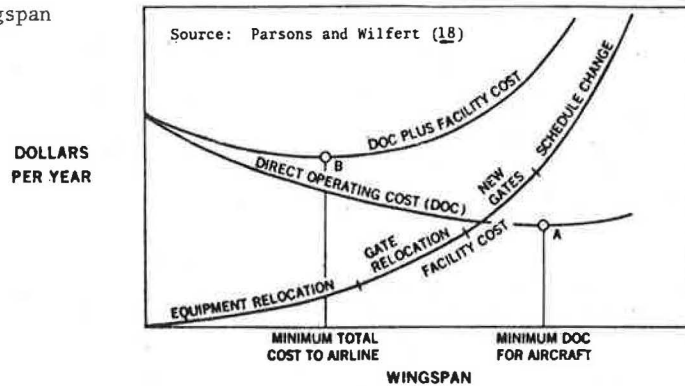 gspan
Source: Parsons and Wilfert (18)
DOLLARS
PER YEAR
DOC PLUS FACILITY COST
SCHEDULE CHANGE
B
DIRECT OPERATING COST (DOC)
NEW
GATES
A
GATE
RELOCATION
FACILITY COST
EQUIPMENT RELOCATION
MINIMUM TOTAL
COST TO AIRLINE
MINIMUM DOC
FOR AIRCRAFT
WINGSPAN